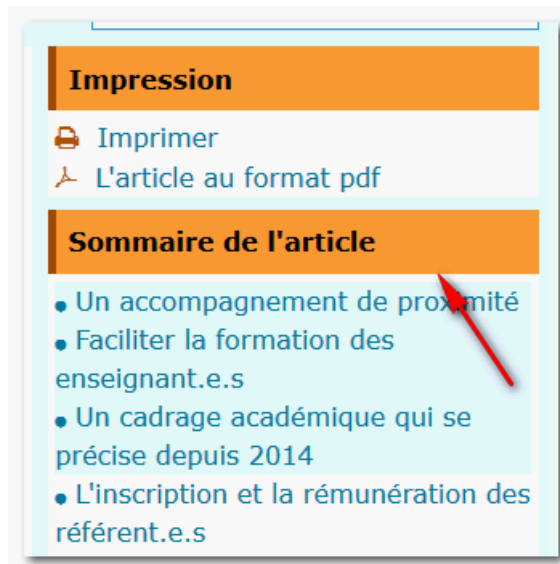 Impression
Imprimer
L'article au format pdf
Sommaire de l'article
• Un accompagnement de proximité
• Faciliter la formation des
enseignant.e.s
• Un cadrage académique qui se
précise depuis 2014
• L'inscription et la rémunération des
référent.e.s